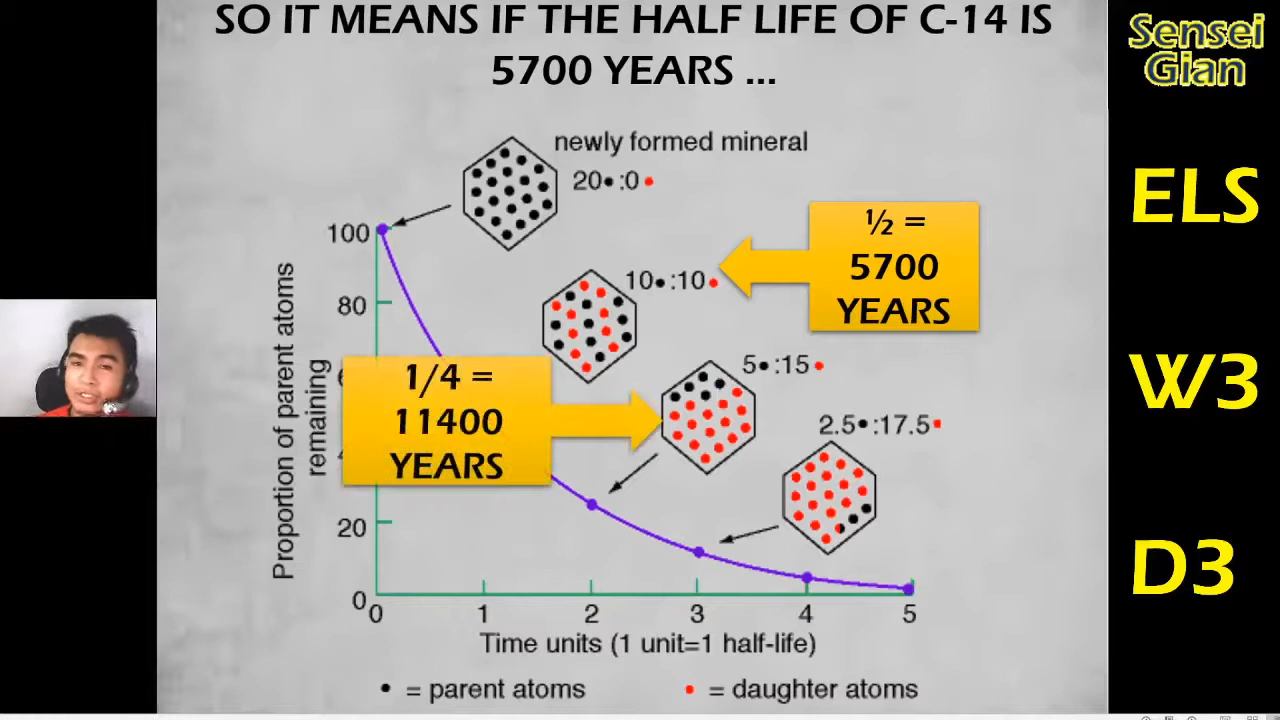 SO IT MEANS IF THE HALF LIFE OF C-14 IS
5700 YEARS ...
Sensei
Gian
ELS
W3
D3
newly formed mineral
20•:0•
½ =
5700
YEARS
10•:10•
1/4 =
11400
YEARS
5•:15•
2.5•:17.5•
Proportion of parent atoms
remaining
100
80
20
0
0 1 2 3 4 5
Time units (1 unit=1 half-life)
• = parent atoms
• = daughter atoms